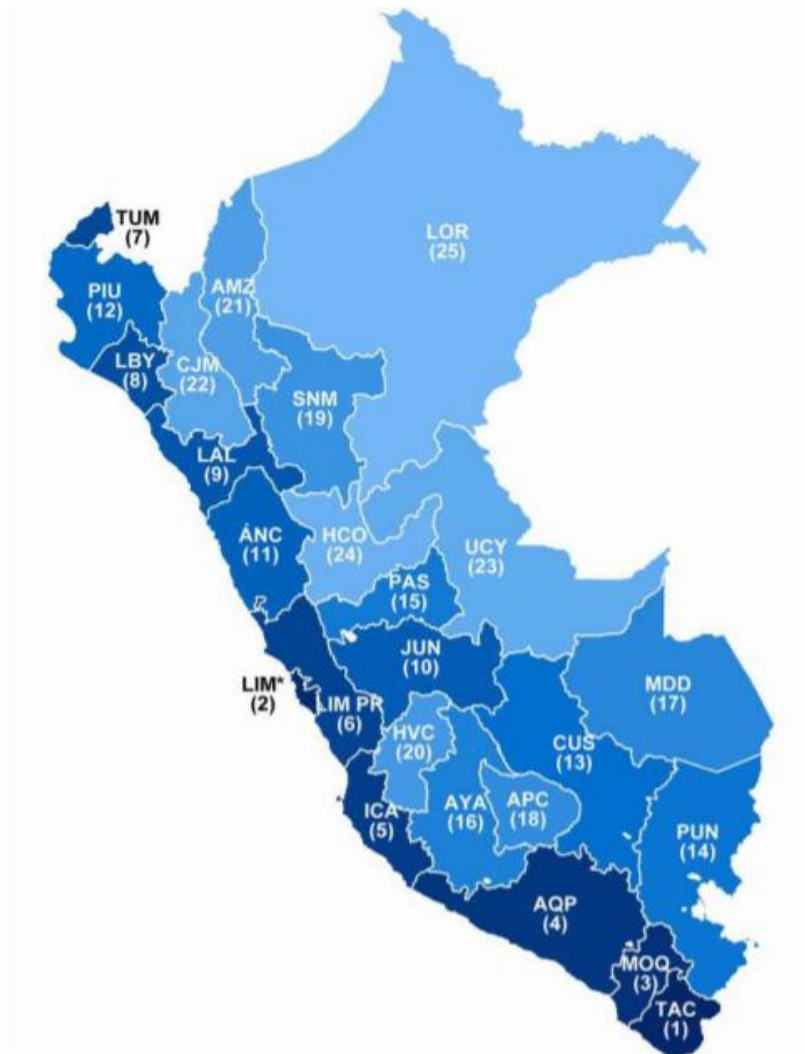 LOR
(25)
TUM
(7)
AMZ
(21)
PIU
(12)
LBY
(8)
CJM
(22)
SNM
(19)
LAL
(9)
ÁNC
(11)
HCO
(24)
UCY
(23)
PAS
(15)
JUN
(10)
LIM*
(2)
LIM PR
(6)
MDD
(17)
HVC
(20)
CUS
(13)
ICA
(5)
AYA
(16)
APC
(18)
PUN
(14)
AQP
(4)
MOQ
(3)
TAC
(1)